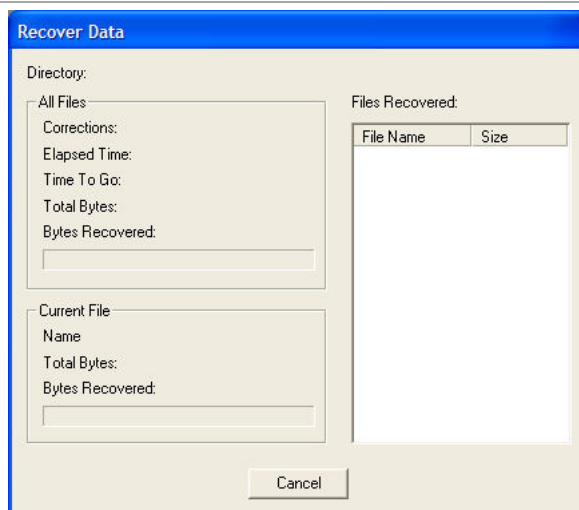 Recover Data
Directory:
All Files
Corrections:
Elapsed Time:
Time To Go:
Total Bytes:
Bytes Recovered:
Current File
Name
Total Bytes:
Bytes Recovered:
Files Recovered:
File Name Size
Cancel